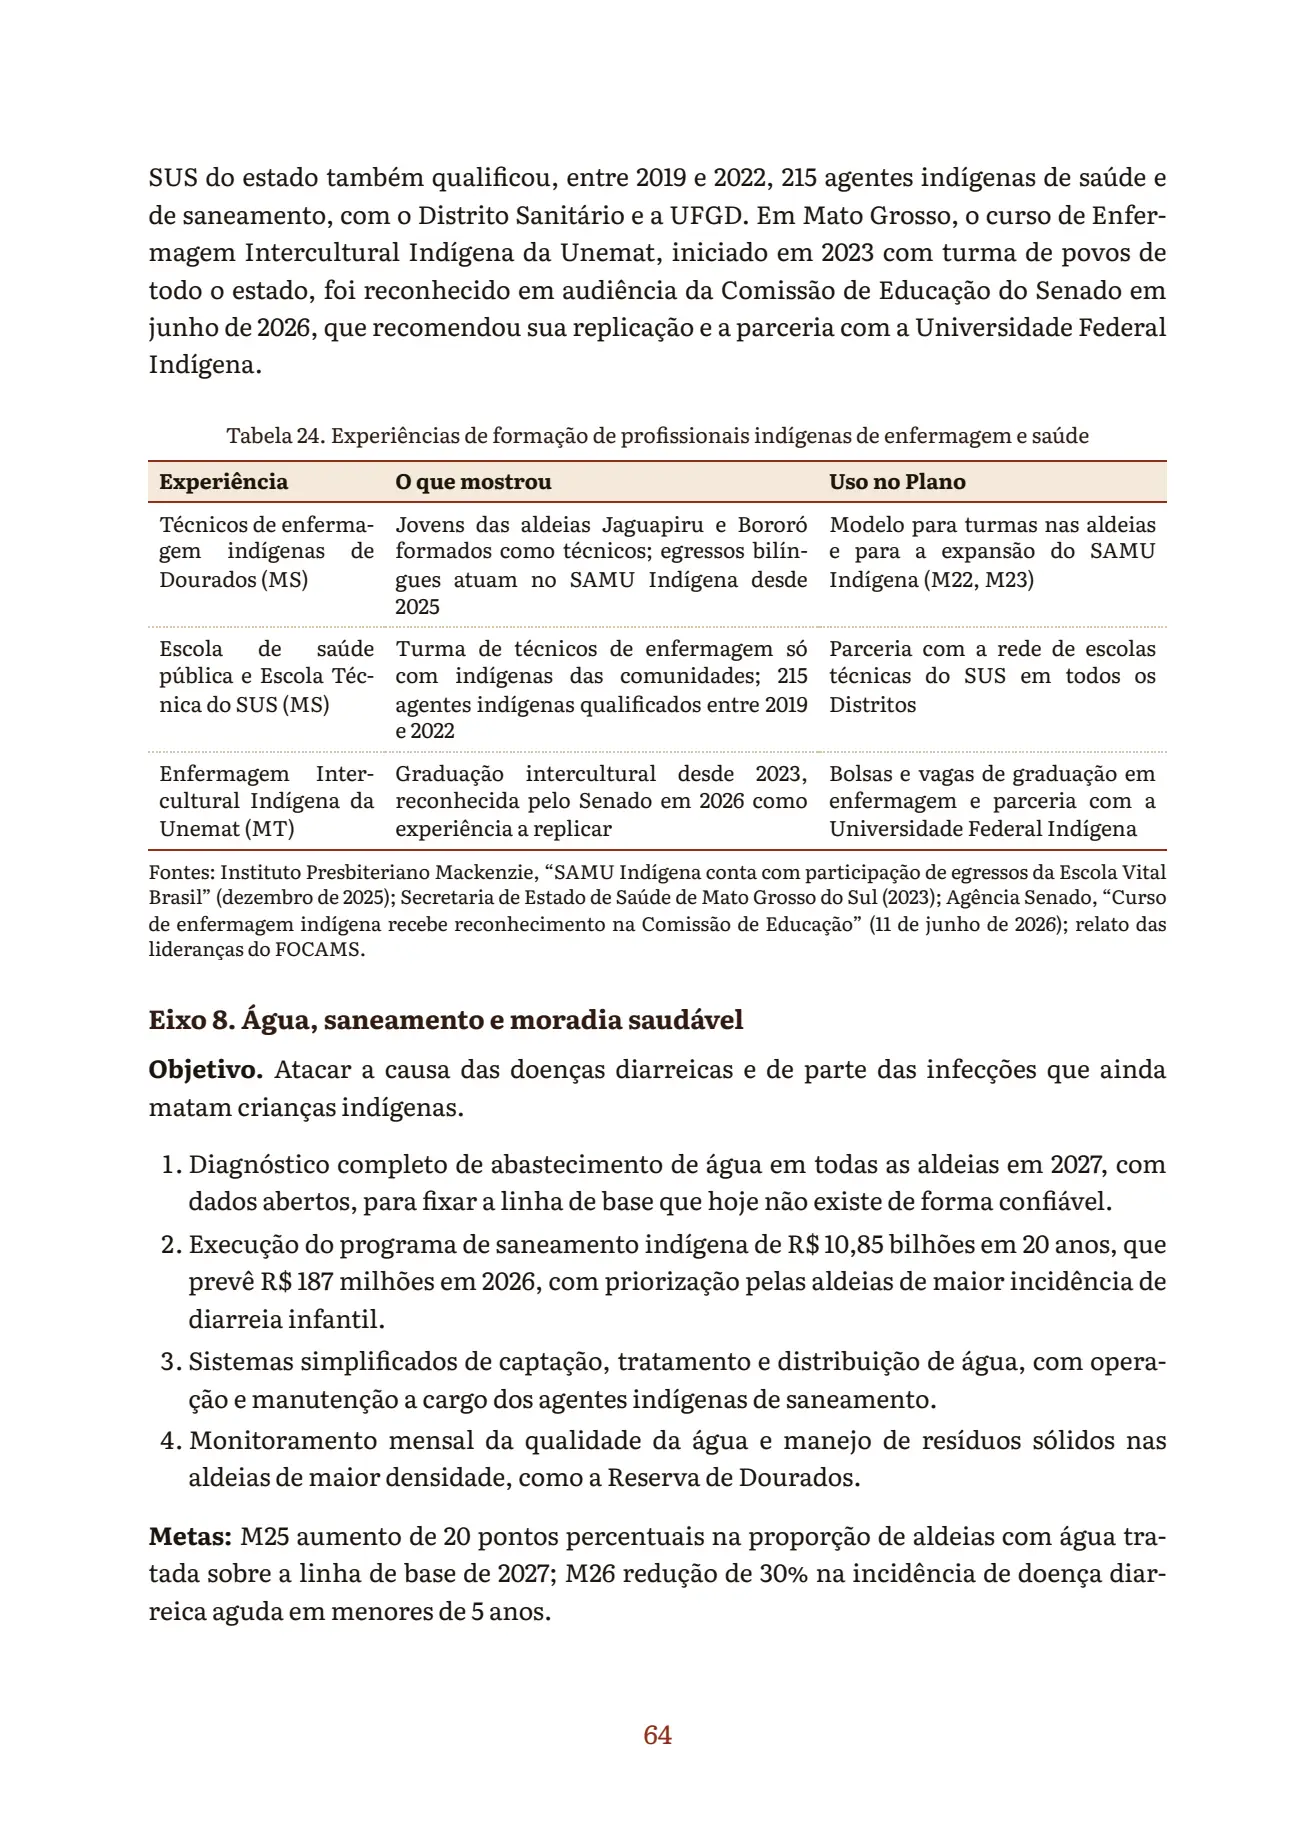 SUS do estado também qualificou, entre 2019 e 2022, 215 agentes indígenas de saúde e
de saneamento, com o Distrito Sanitário e a UFGD. Em Mato Grosso, o curso de Enfer-
magem Intercultural Indígena da Unemat, iniciado em 2023 com turma de povos de
todo o estado, foi reconhecido em audiência da Comissão de Educação do Senado em
junho de 2026, que recomendou sua replicação e a parceria com a Universidade Federal
Indígena.
Tabela 24. Experiências de formação de profissionais indígenas de enfermagem e saúde
Experiência O que mostrou Uso no Plano
Técnicos de enferma- Jovens das aldeias Jaguapiru e Bororó Modelo para turmas nas aldeias
gem indígenas de formados como técnicos; egressos bilín- e para a expansão do SAMU
Dourados (MS) gues atuam no SAMU Indígena desde Indígena (M22, M23)
2025
Escola de saúde Turma de técnicos de enfermagem só Parceria com a rede de escolas
pública e Escola Téc- com indígenas das comunidades; 215 técnicas do SUS em todos os
nica do SUS (MS) agentes indígenas qualificados entre 2019 Distritos
e 2022
Enfermagem Inter- Graduação intercultural desde 2023, Bolsas e vagas de graduação em
cultural Indígena da reconhecida pelo Senado em 2026 como enfermagem e parceria com a
Unemat (MT) experiência a replicar Universidade Federal Indígena
Fontes: Instituto Presbiteriano Mackenzie, “SAMU Indígena conta com participação de egressos da Escola Vital
Brasil” (dezembro de 2025); Secretaria de Estado de Saúde de Mato Grosso do Sul (2023); Agência Senado, “Curso
de enfermagem indígena recebe reconhecimento na Comissão de Educação” (11 de junho de 2026); relato das
lideranças do FOCAMS.
Eixo 8. Água, saneamento e moradia saudável
Objetivo. Atacar a causa das doenças diarreicas e de parte das infecções que ainda
matam crianças indígenas.
1. Diagnóstico completo de abastecimento de água em todas as aldeias em 2027, com
dados abertos, para fixar a linha de base que hoje não existe de forma confiável.
2. Execução do programa de saneamento indígena de R$ 10,85 bilhões em 20 anos, que
prevê R$ 187 milhões em 2026, com priorização pelas aldeias de maior incidência de
diarreia infantil.
3. Sistemas simplificados de captação, tratamento e distribuição de água, com opera-
ção e manutenção a cargo dos agentes indígenas de saneamento.
4. Monitoramento mensal da qualidade da água e manejo de resíduos sólidos nas
aldeias de maior densidade, como a Reserva de Dourados.
Metas: M25 aumento de 20 pontos percentuais na proporção de aldeias com água tra-
tada sobre a linha de base de 2027; M26 redução de 30% na incidência de doença diar-
reica aguda em menores de 5 anos.
64